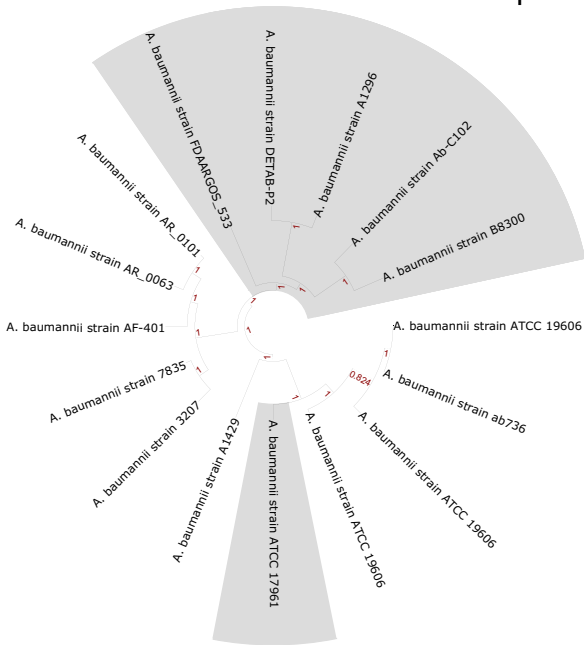 A. baumannii strain FDAARGOS_533
A. baumannii strain DETAB-P2
A. baumannii strain A1296
A. baumannii strain Ab-C102
A. baumannii strain B8300
A. baumannii strain ATCC 19606
A. baumannii strain ab736
A. baumannii strain ATCC 19606
A. baumannii strain ATCC 19606
A. baumannii strain ATCC 17961
A. baumannii strain A1429
A. baumannii strain 3207
A. baumannii strain 7835
A. baumannii strain AF-401
A. baumannii strain AR_0063
A. baumannii strain AR_0101
1
1
1
1
1
1
1
1
1
1
1
1
1
0.824
1